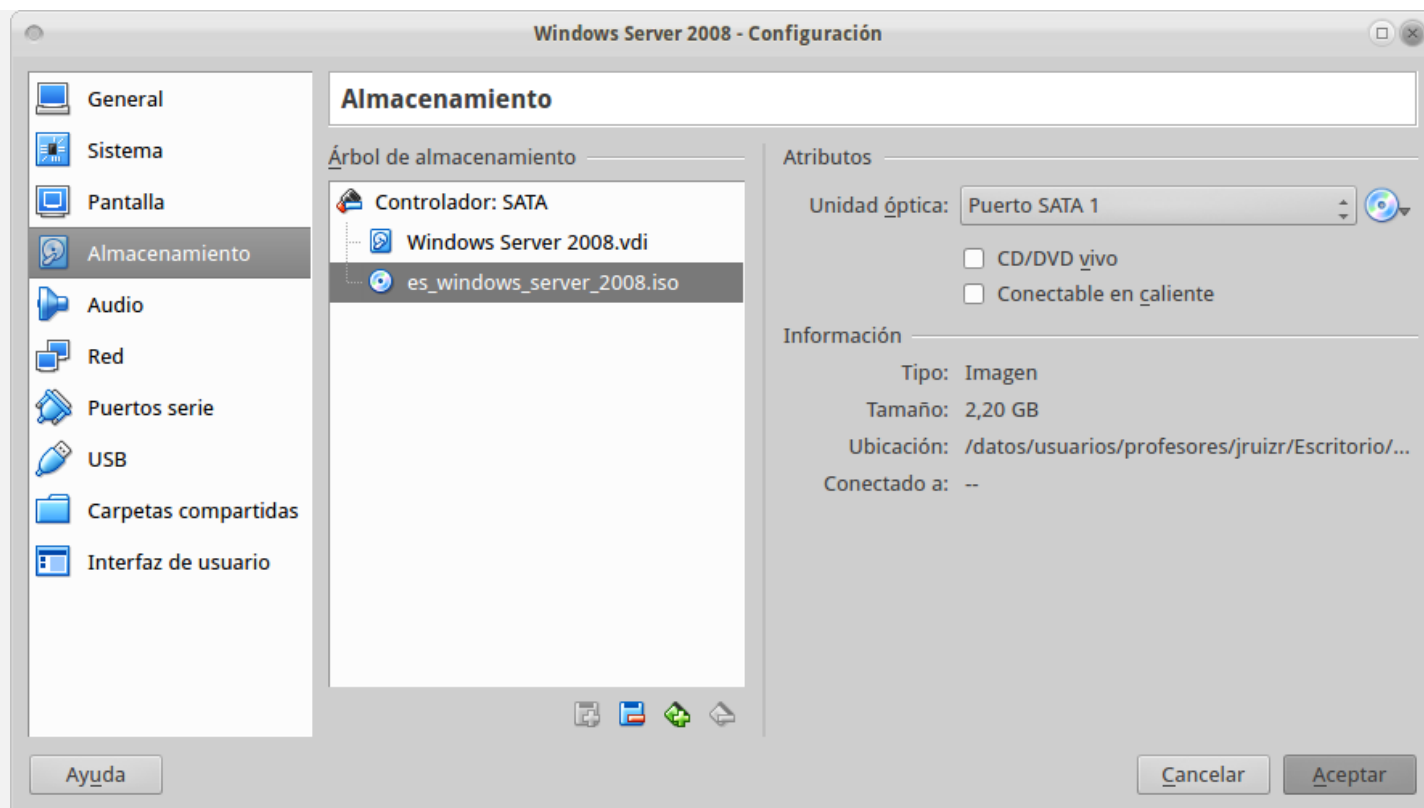 Windows Server 2008 - Configuración
General
Sistema
Pantalla
Almacenamiento
Audio
Red
Puertos serie
USB
Carpetas compartidas
Interfaz de usuario
Almacenamiento
Árbol de almacenamiento
Controlador: SATA
Windows Server 2008.vdi
es_windows_server_2008.iso
Atributos
Unidad óptica: Puerto SATA 1
CD/DVD vivo
Conectable en caliente
Información
Tipo: Imagen
Tamaño: 2,20 GB
Ubicación: /datos/usuarios/profesores/jruizr/Escritorio/...
Conectado a: --
Ayuda
Cancelar
Aceptar